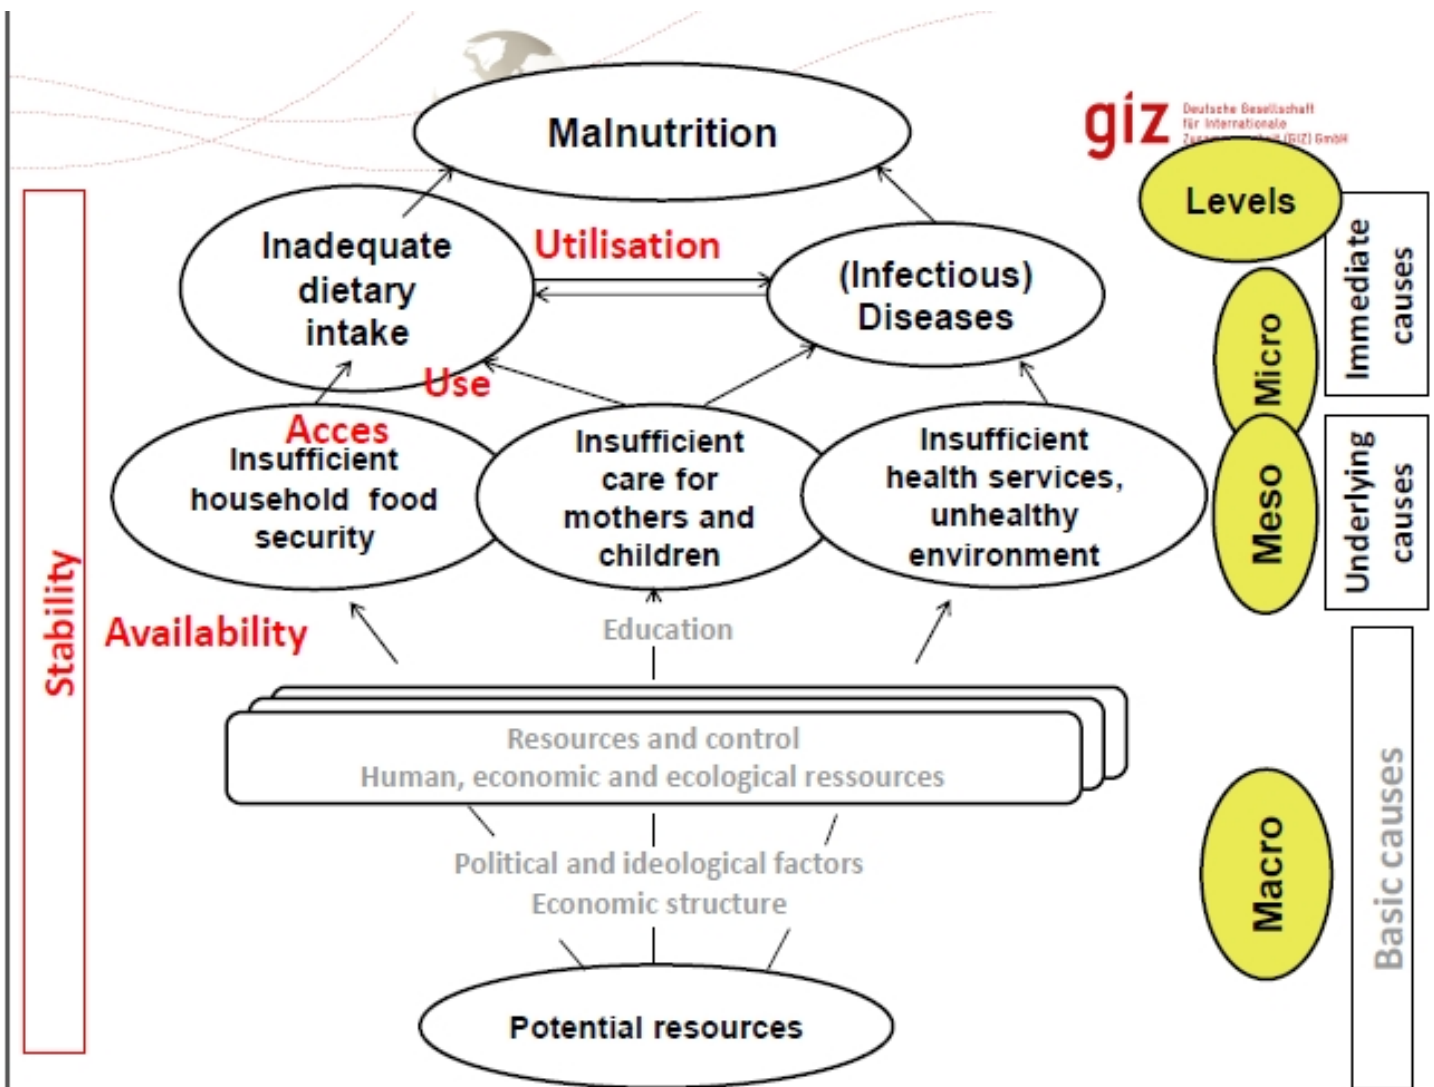 Malnutrition
giz
Deutsche Gesellschaft
für Internationale
(GIZ) GmbH
Levels
Inadequate
dietary
intake
Utilisation
(Infectious)
Diseases
Immediate
causes
Micro
Use
Acces
Insufficient
household food
security
Insufficient
care for
mothers and
children
Insufficient
health services,
unhealthy
environment
Meso
Underlying
causes
Stability
Availability
Education
Resources and control
Human, economic and ecological ressources
Political and ideological factors
Economic structure
Macro
Basic causes
Potential resources